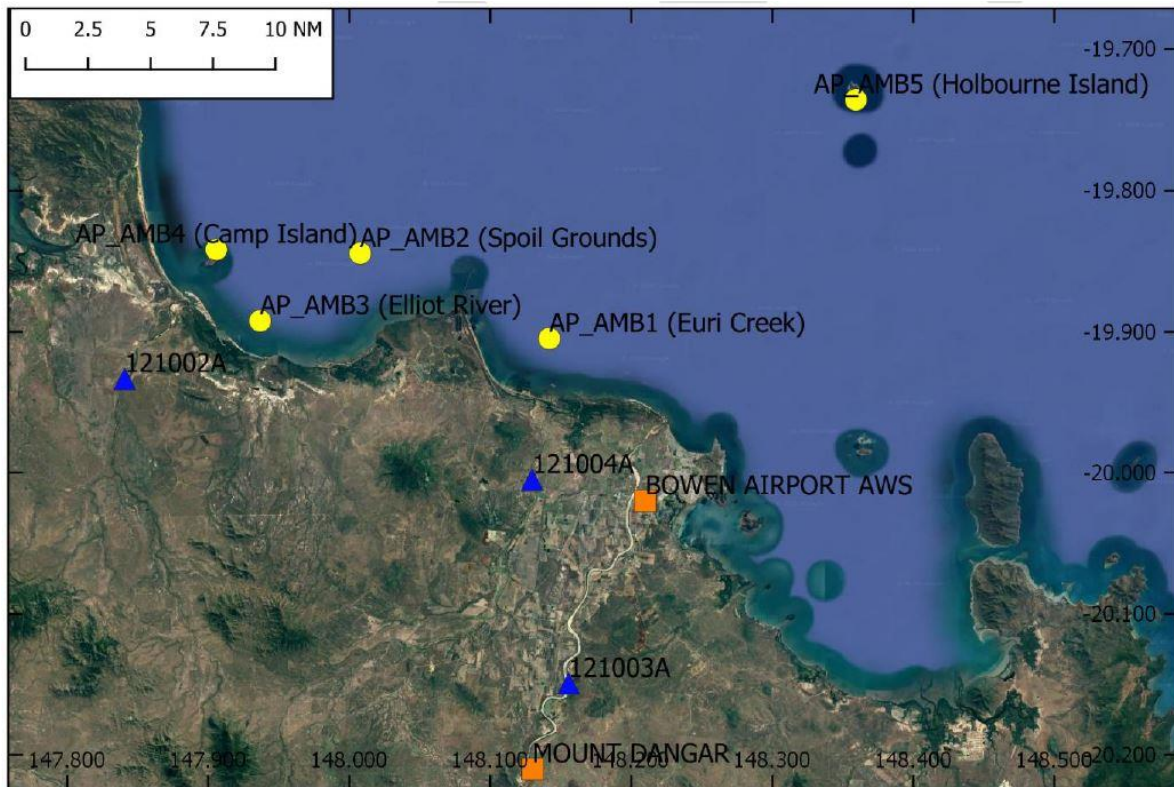 0 2.5 5 7.5 10 NM
-19.700
AP_AMB5 (Holbourne Island)
-19.800
AP_AMB4 (Camp Island)
AP_AMB2 (Spoil Grounds)
AP_AMB3 (Elliot River)
AP_AMB1 (Euri Creek)
-19.900
121002A
121004A
-20.000
BOWEN AIRPORT AWS
-20.100
121003A
MOUNT DANGAR
147.800 147.900 148.000 148.100 148.200 148.300 148.400 148.500 -20.200